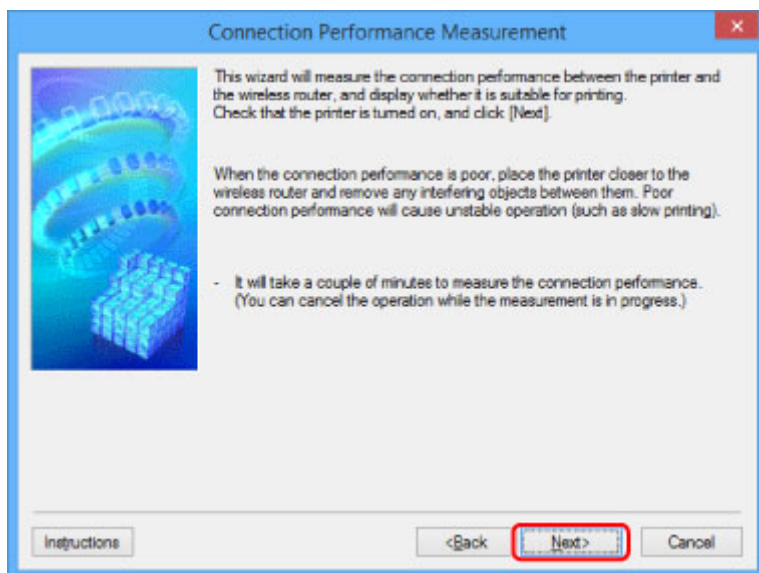 Connection Performance Measurement
This wizard will measure the connection performance between the printer and
the wireless router, and display whether it is suitable for printing.
Check that the printer is turned on, and click [Next].
When the connection performance is poor, place the printer closer to the
wireless router and remove any interfering objects between them. Poor
connection performance will cause unstable operation (such as slow printing).
- It will take a couple of minutes to measure the connection performance.
(You can cancel the operation while the measurement is in progress.)
Instructions
<Back
Next>
Cancel